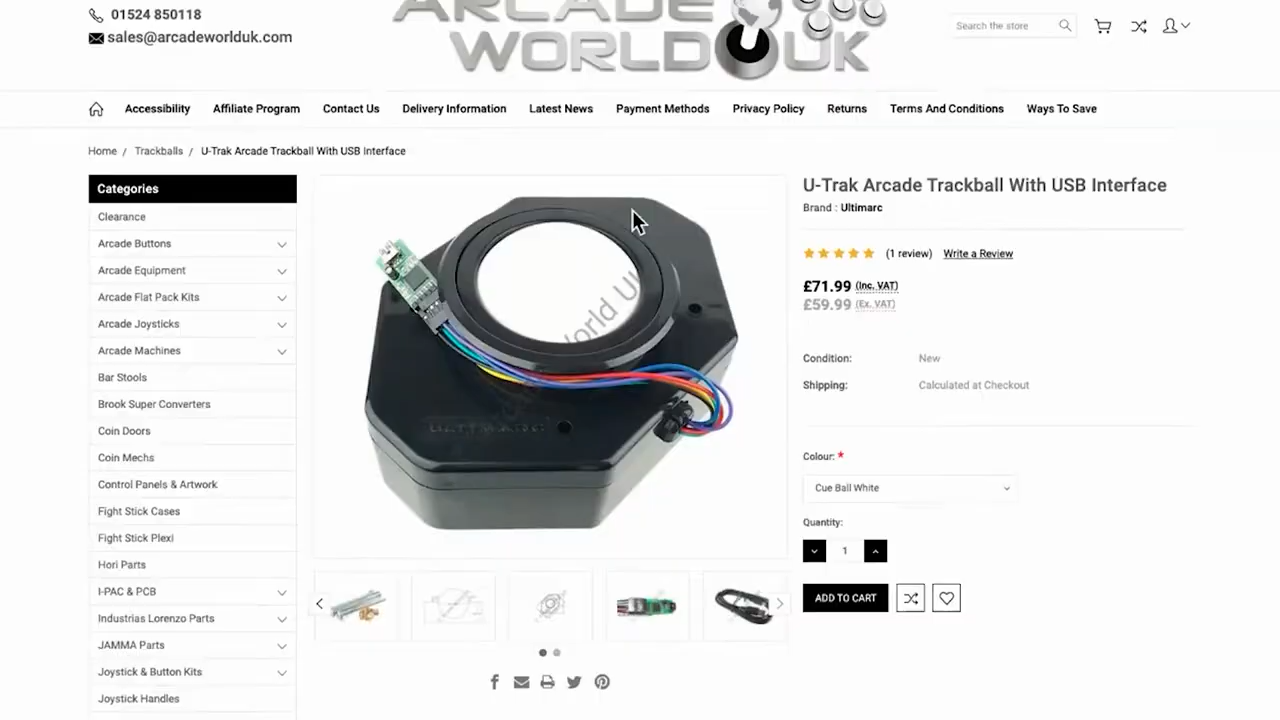 01524 850118
sales@arcadeworlduk.com
ARCADE
WORLD UK
Search the store
Accessibility
Affiliate Program
Contact Us
Delivery Information
Latest News
Payment Methods
Privacy Policy
Returns
Terms And Conditions
Ways To Save
Home / Trackballs / U-Trak Arcade Trackball With USB Interface
Categories
Clearance
Arcade Buttons
Arcade Equipment
Arcade Flat Pack Kits
Arcade Joysticks
Arcade Machines
Bar Stools
Brook Super Converters
Coin Doors
Coin Mechs
Control Panels & Artwork
Fight Stick Cases
Fight Stick Plexi
Hori Parts
I-PAC & PCB
Industrias Lorenzo Parts
JAMMA Parts
Joystick & Button Kits
Joystick Handles
World UK
U-Trak Arcade Trackball With USB Interface
Brand : Ultimarc
(1 review) Write a Review
£71.99 (Inc. VAT)
£59.99 (Ex. VAT)
Condition: New
Shipping: Calculated at Checkout
Colour: *
Cue Ball White
Quantity:
1
ADD TO CART